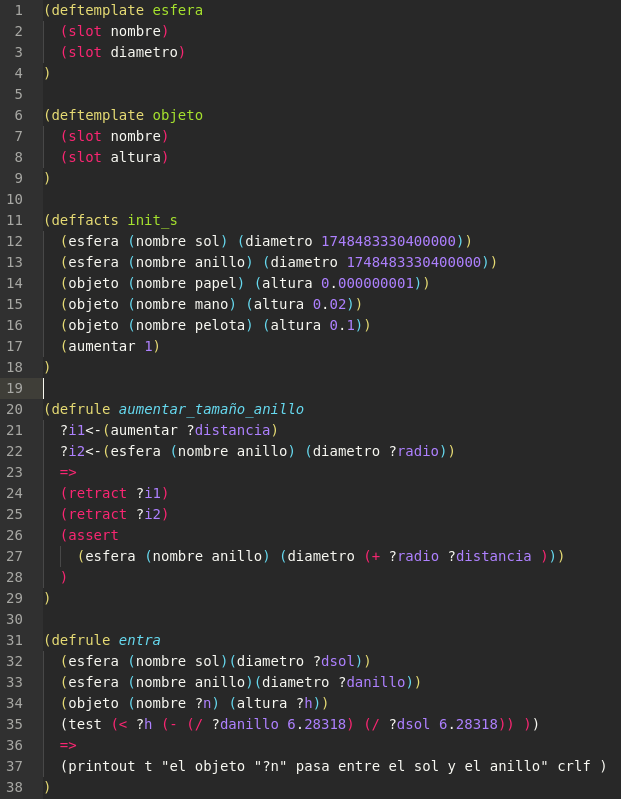 1 (deftemplate esfera
2 (slot nombre)
3 (slot diametro)
4 )
5
6 (deftemplate objeto
7 (slot nombre)
8 (slot altura)
9 )
10
11 (deffacts init_s
12 (esfera (nombre sol) (diametro 1748483330400000))
13 (esfera (nombre anillo) (diametro 1748483330400000))
14 (objeto (nombre papel) (altura 0.000000001))
15 (objeto (nombre mano) (altura 0.02))
16 (objeto (nombre pelota) (altura 0.1))
17 (aumentar 1)
18 )
19
20 (defrule aumentar_tamaño_anillo
21 ?i1<-(aumentar ?distancia)
22 ?i2<-(esfera (nombre anillo) (diametro ?radio))
23 =>
24 (retract ?i1)
25 (retract ?i2)
26 (assert
27 (esfera (nombre anillo) (diametro (+ ?radio ?distancia )))
28 )
29 )
30
31 (defrule entra
32 (esfera (nombre sol)(diametro ?dsol))
33 (esfera (nombre anillo)(diametro ?danillo))
34 (objeto (nombre ?n) (altura ?h))
35 (test (< ?h (- (/ ?danillo 6.28318) (/ ?dsol 6.28318)) ))
36 =>
37 (printout t "el objeto "?n" pasa entre el sol y el anillo" crlf )
38 )